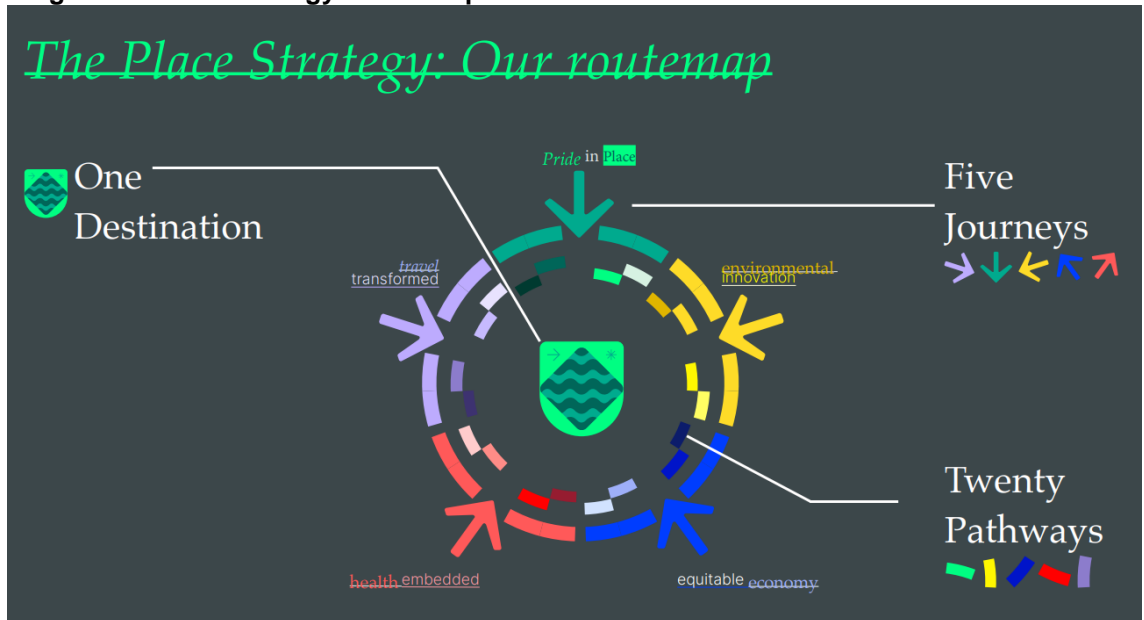 The Place Strategy: Our routemap
One
Destination
Pride in Place
Five
Journeys
travel
transformed
environmental
innovation
Twenty
Pathways
health embedded
equitable economy